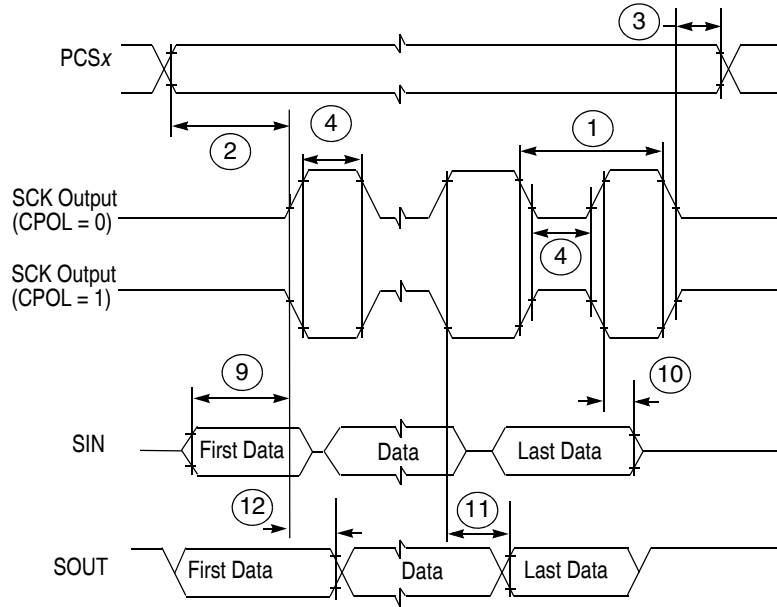 3
PCSx
2
4
1
SCK Output
(CPOL = 0)
4
SCK Output
(CPOL = 1)
9
10
SIN
First Data
Data
Last Data
12
11
SOUT
First Data
Data
Last Data